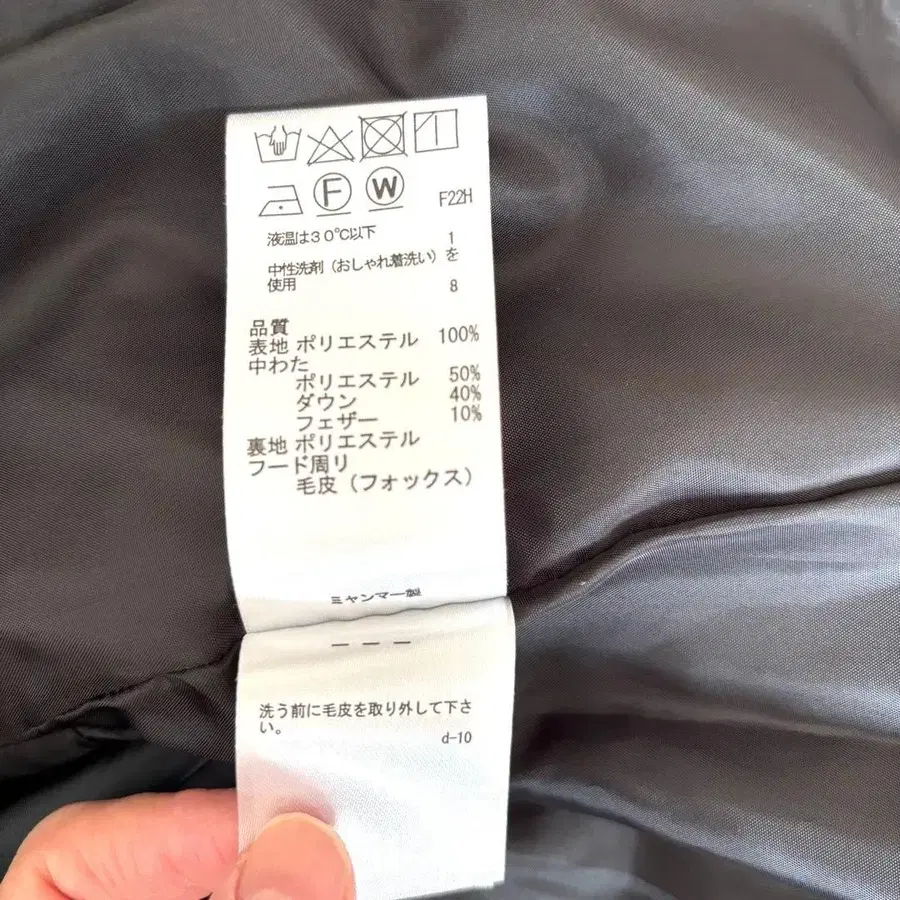 F W F22H
液温は30℃以下 1
中性洗剤(おしゃれ着洗い)を
使用 8
品質
表地 ポリエステル 100%
中わた
ポリエステル 50%
ダウン 40%
フェザー 10%
裏地 ポリエステル
フード周り
毛皮(フォックス)
ミャンマー製
ーーー
洗う前に毛皮を取り外して下さ
い。
d-10